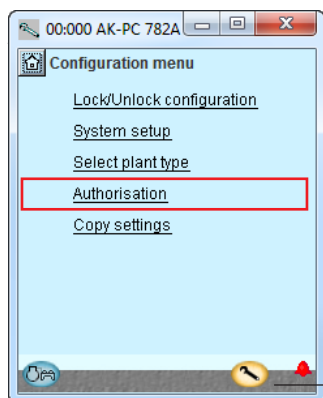 00:000 AK-PC 782A
Configuration menu
Lock/Unlock configuration
System setup
Select plant type
Authorisation
Copy settings